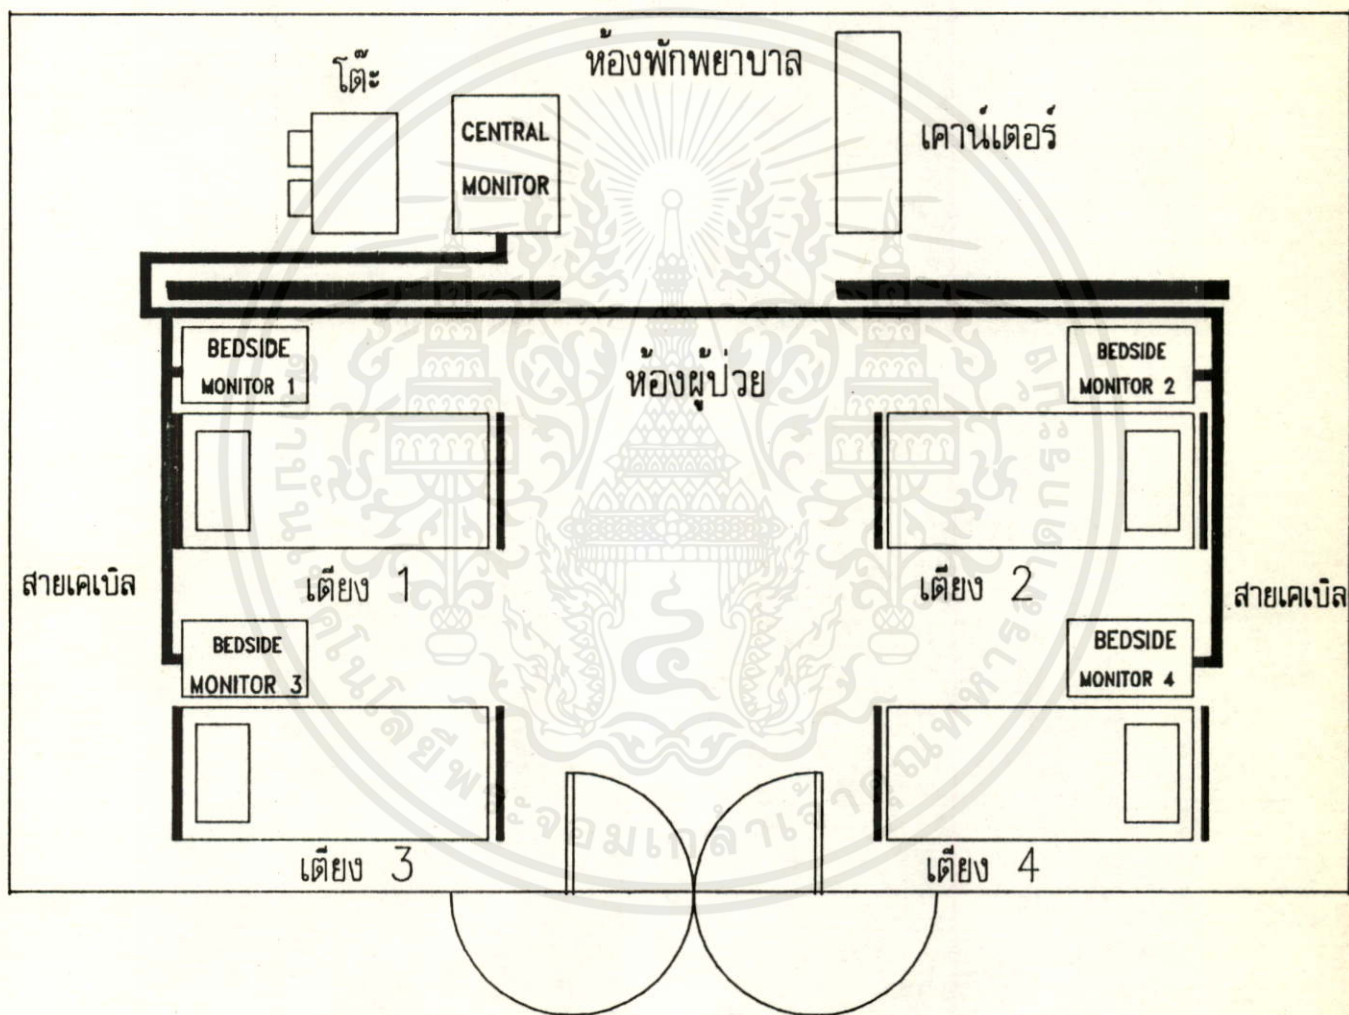 ห้องพักพยาบาล
โต๊ะ
CENTRAL
MONITOR
เคาน์เตอร์
BEDSIDE
MONITOR 1
ห้องผู้ป่วย
BEDSIDE
MONITOR 2
เตียง 1
เตียง 2
สายเคเบิล
สายเคเบิล
BEDSIDE
MONITOR 3
BEDSIDE
MONITOR 4
เตียง 3
เตียง 4